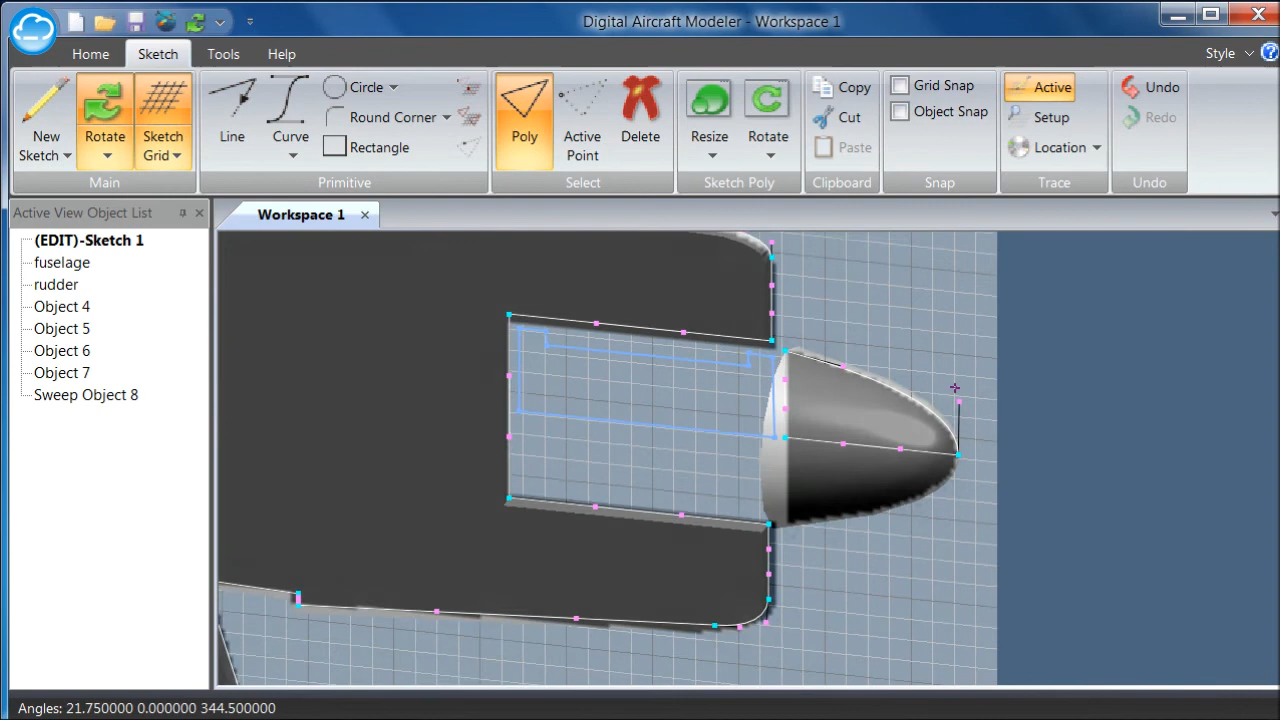 Digital Aircraft Modeler - Workspace 1
Home Sketch Tools Help Style
New Sketch
Rotate
Sketch Grid
Line
Curve
Circle
Round Corner
Rectangle
Poly
Active Point
Delete
Resize
Rotate
Copy
Cut
Paste
Grid Snap
Object Snap
Active
Setup
Location
Undo
Redo
Main Primitive Select Sketch Poly Clipboard Snap Trace Undo
Active View Object List
Workspace 1
(EDIT)-Sketch 1
fuselage
rudder
Object 4
Object 5
Object 6
Object 7
Sweep Object 8
Angles: 21.750000 0.000000 344.500000